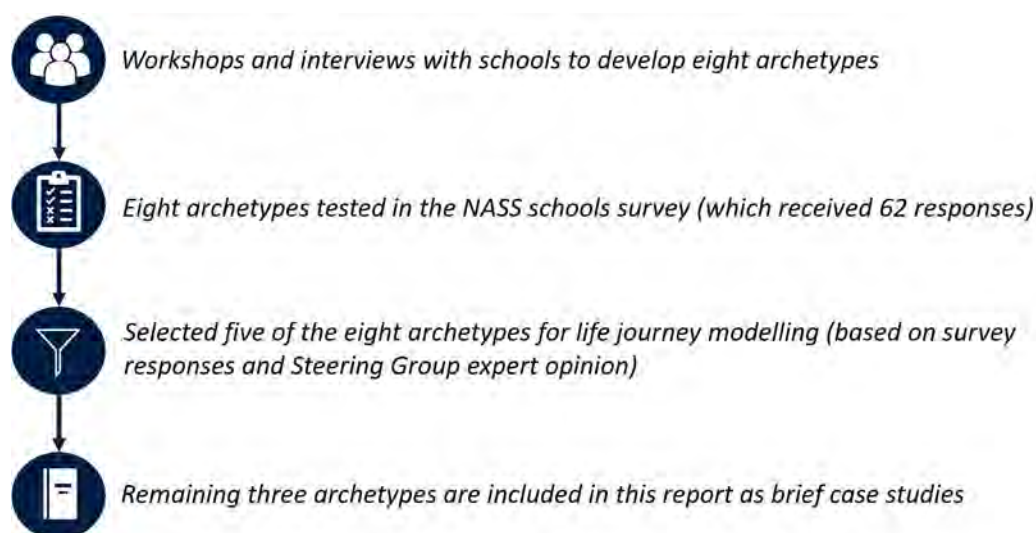 Workshops and interviews with schools to develop eight archetypes
Eight archetypes tested in the NASS schools survey (which received 62 responses)
Selected five of the eight archetypes for life journey modelling (based on survey
responses and Steering Group expert opinion)
Remaining three archetypes are included in this report as brief case studies